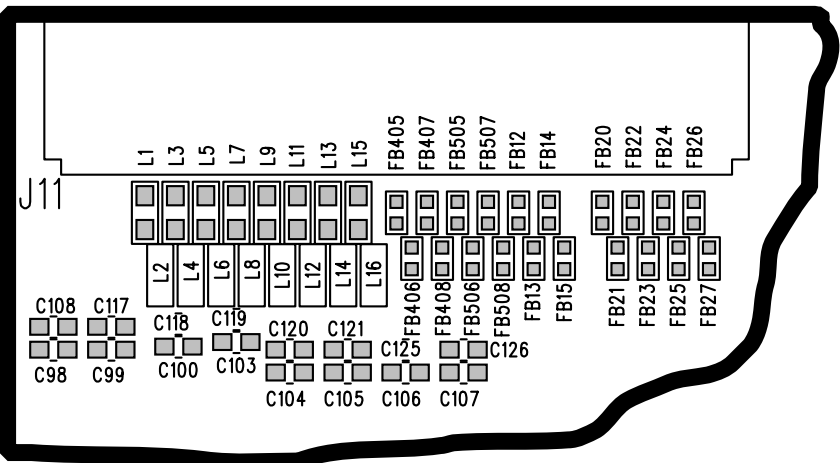 L1 L3 L5 L7 L9 L11 L13 L15 FB405 FB407 FB505 FB507 FB12 FB14 FB20 FB22 FB24 FB26
J11
L2 L4 L6 L8 L10 L12 L14 L16 FB406 FB408 FB506 FB508 FB13 FB15 FB21 FB23 FB25 FB27
C108 C117 C118 C119 C120 C121 C125 C126
C98 C99 C100 C103 C104 C105 C106 C107